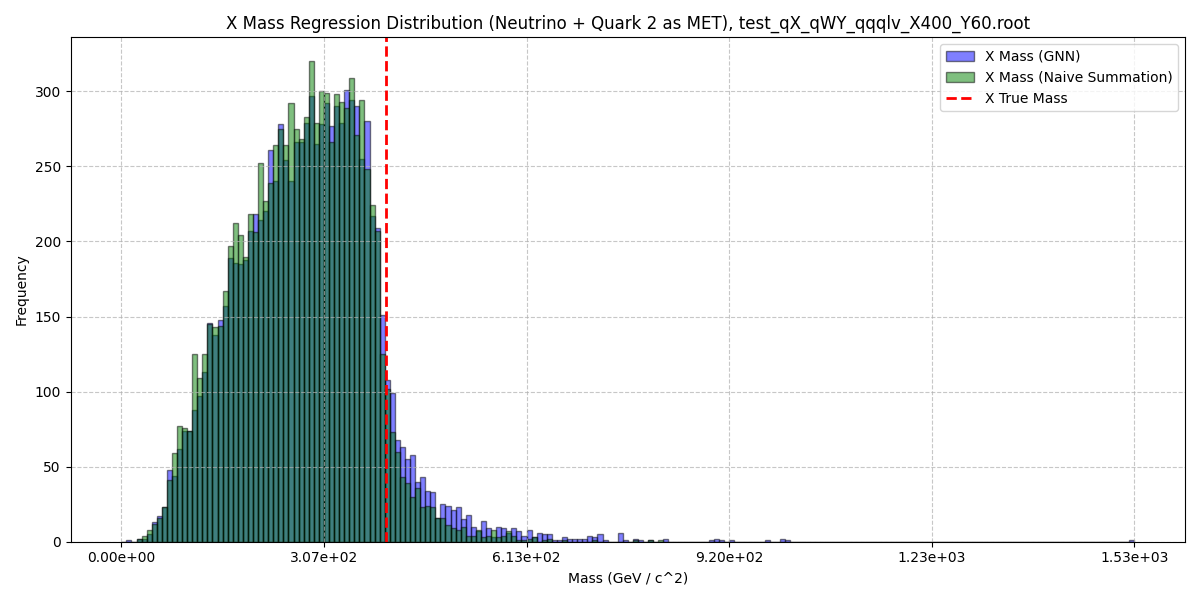 X Mass Regression Distribution (Neutrino + Quark 2 as MET), test_qX_qWY_qqqlv_X400_Y60.root
X Mass (GNN)
X Mass (Naive Summation)
X True Mass
Frequency
300
250
200
150
100
50
0
0.00e+00 3.07e+02 6.13e+02 9.20e+02 1.23e+03 1.53e+03
Mass (GeV / c^2)